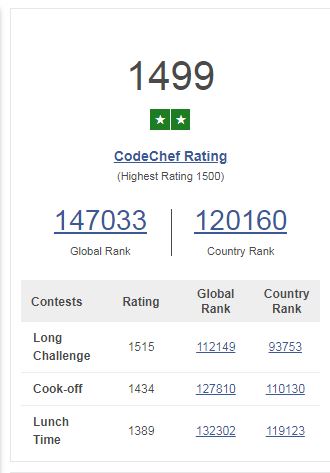 1499
★★
CodeChef Rating
(Highest Rating 1500)
147033 120160
Global Rank Country Rank
Contests Rating Global Rank Country Rank
Long Challenge 1515 112149 93753
Cook-off 1434 127810 110130
Lunch Time 1389 132302 119123